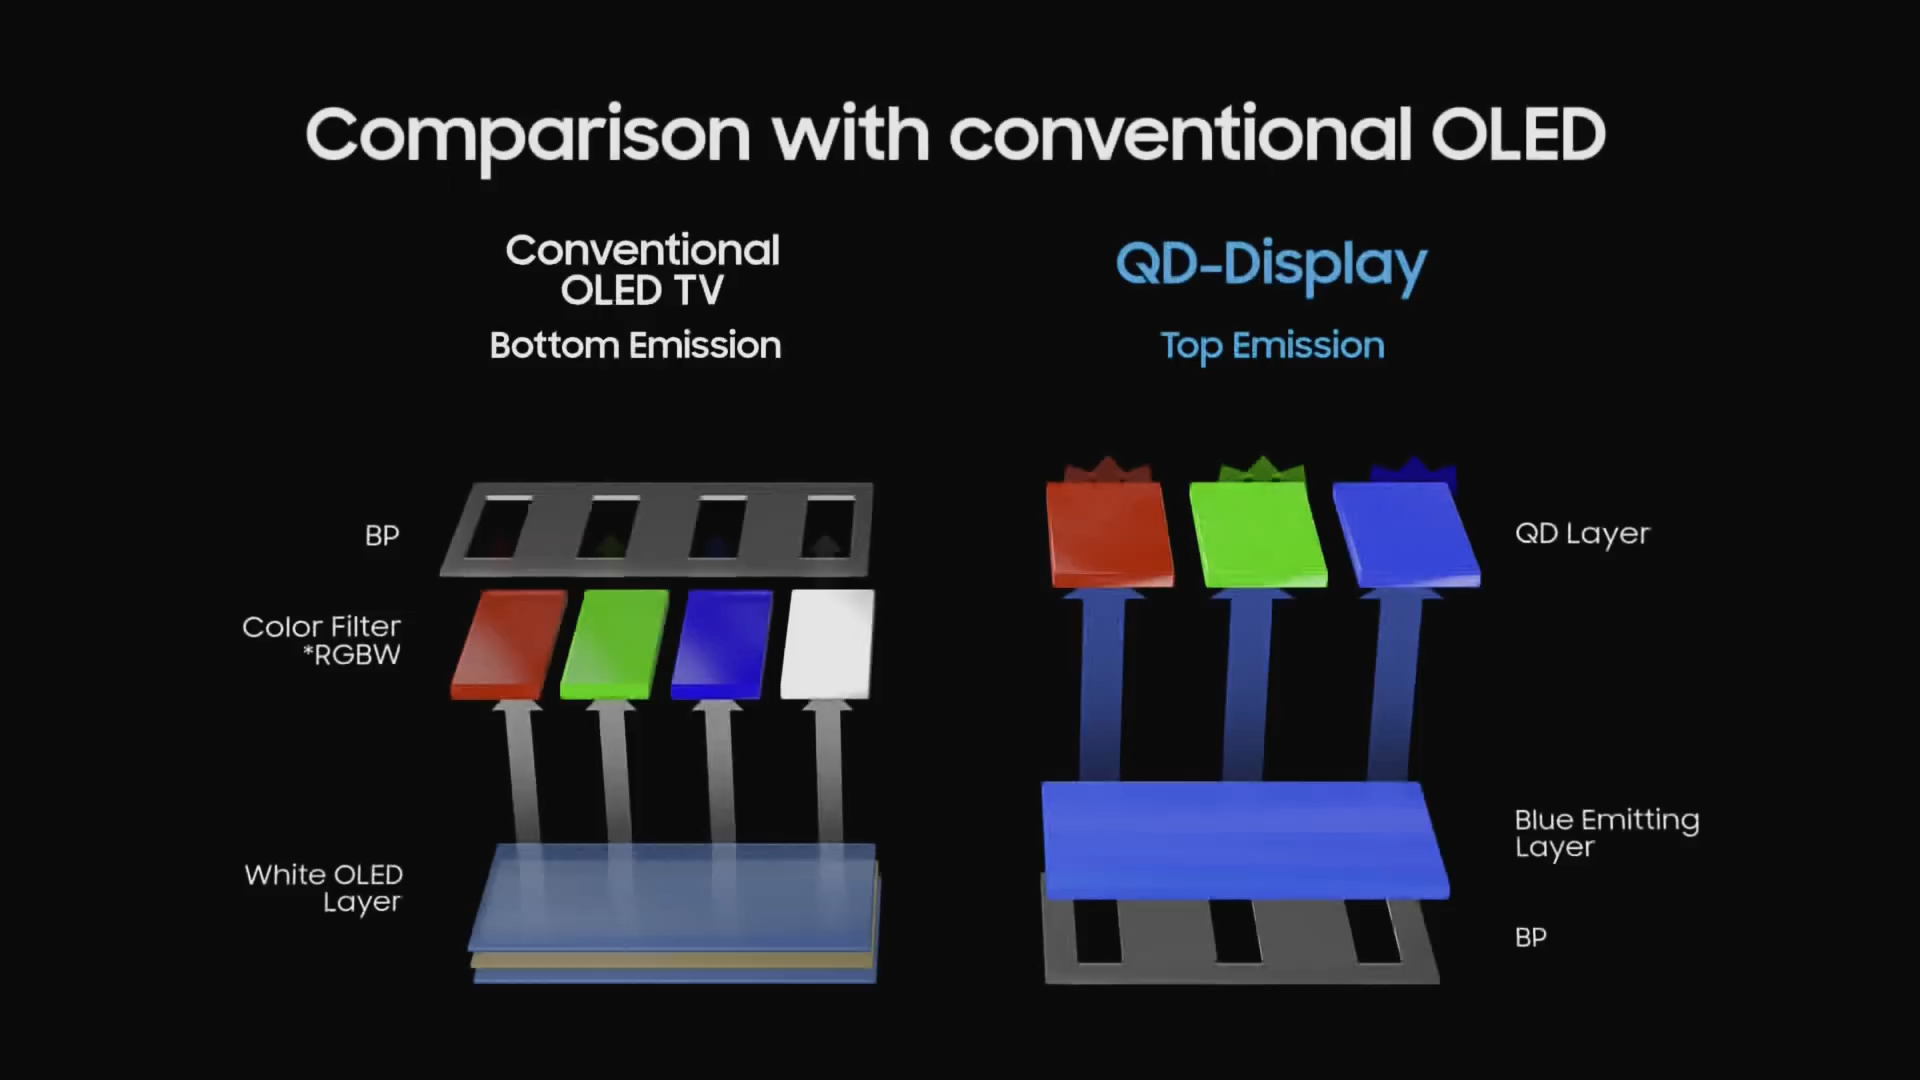 Comparison with conventional OLED
Conventional
OLED TV
Bottom Emission
BP
Color Filter
*RGBW
White OLED
Layer
QD-Display
Top Emission
QD Layer
Blue Emitting
Layer
BP